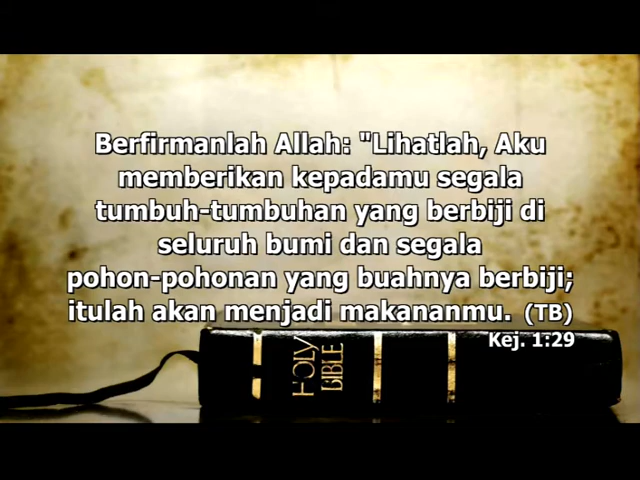 Berfirmanlah Allah: "Lihatlah, Aku
memberikan kepadamu segala
tumbuh-tumbuhan yang berbiji di
seluruh bumi dan segala
pohon-pohonan yang buahnya berbiji;
itulah akan menjadi makananmu. (TB)
Kej. 1:29
HOLY
BIBLE